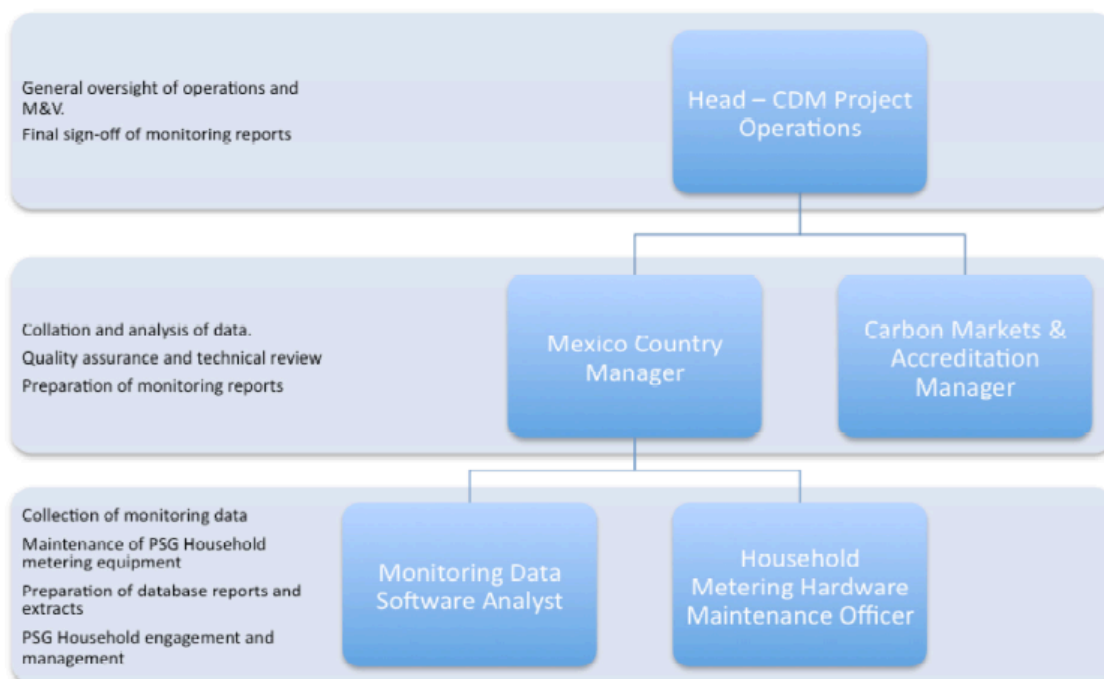 General oversight of operations and
M&V.
Final sign-off of monitoring reports
Head – CDM Project
Operations
Collation and analysis of data.
Quality assurance and technical review
Preparation of monitoring reports
Mexico Country
Manager
Carbon Markets &
Accreditation
Manager
Collection of monitoring data
Maintenance of PSG Household
metering equipment
Preparation of database reports and
extracts
PSG Household engagement and
management
Monitoring Data
Software Analyst
Household
Metering Hardware
Maintenance Officer